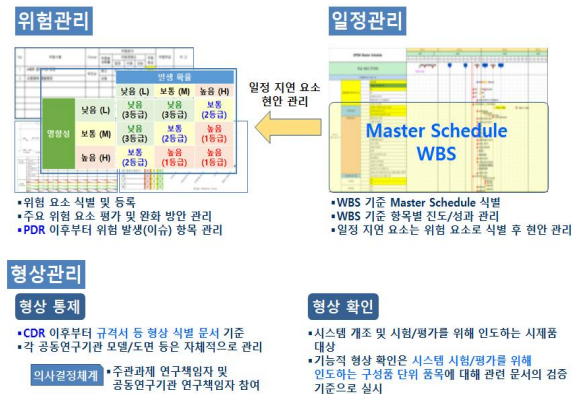 위험관리
일정관리
발생 확율
낮음 (L) 보통 (M) 높음 (H)
영향성
낮음 (L) 낮음 (3등급) 낮음 (3등급) 보통 (2등급)
보통 (M) 낮음 (3등급) 보통 (2등급) 높음 (1등급)
높음 (H) 보통 (2등급) 높음 (1등급) 높음 (1등급)
일정 지연 요소
현안 관리
Master Schedule
WBS
▪위험 요소 식별 및 등록
▪주요 위험 요소 평가 및 완화 방안 관리
▪PDR 이후부터 위험 발생(이슈) 항목 관리
▪WBS 기준 Master Schedule 식별
▪WBS 기준 항목별 진도/성과 관리
▪일정 지연 요소는 위험 요소로 식별 후 현안 관리
형상관리
형상 통제
▪CDR 이후부터 규격서 등 형상 식별 문서 기준
▪각 공동연구기관 모델/도면 등은 자체적으로 관리
의사결정체계
▪주관과제 연구책임자 및
공동연구기관 연구책임자 참여
형상 확인
▪시스템 개조 및 시험/평가를 위해 인도하는 시제품
대상
▪기능적 형상 확인은 시스템 시험/평가를 위해
인도하는 구성품 단위 품목에 대해 관련 문서의 검증
기준으로 실시